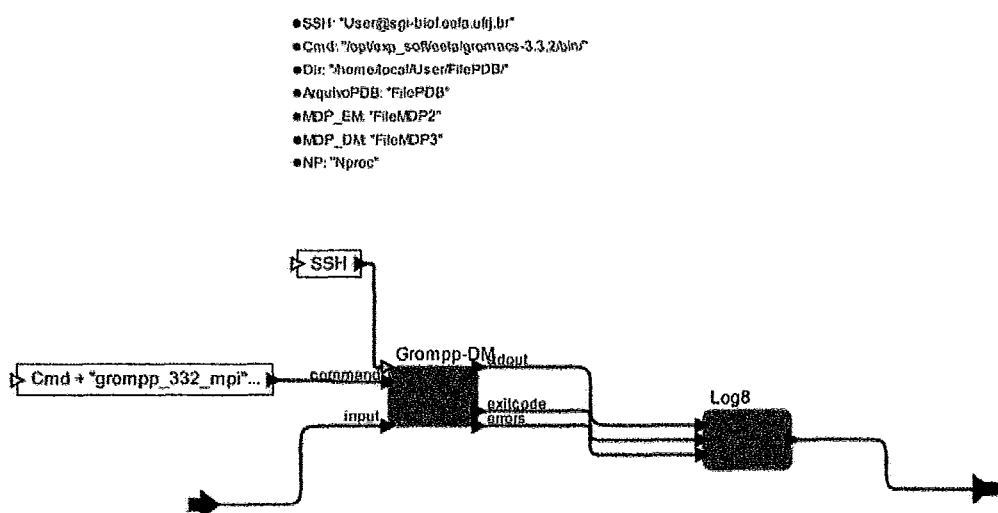 ●SSH: "User@sgi-biof.eela.ufrj.br"
●Cmd: "/opt/exp_soft/eela/gromacs-3.3.2/bin/"
●Dir: "/home/local/User/FilePDB/"
●ArquivoPDB: "FilePDB"
●MDP_EM: "FileMDP2"
●MDP_DM: "FileMDP3"
●NP: "Nproc"
SSH
Grompp-DM
stdout
Cmd + "grompp_332_mpi"...
command
Log8
exitcode
input
errors